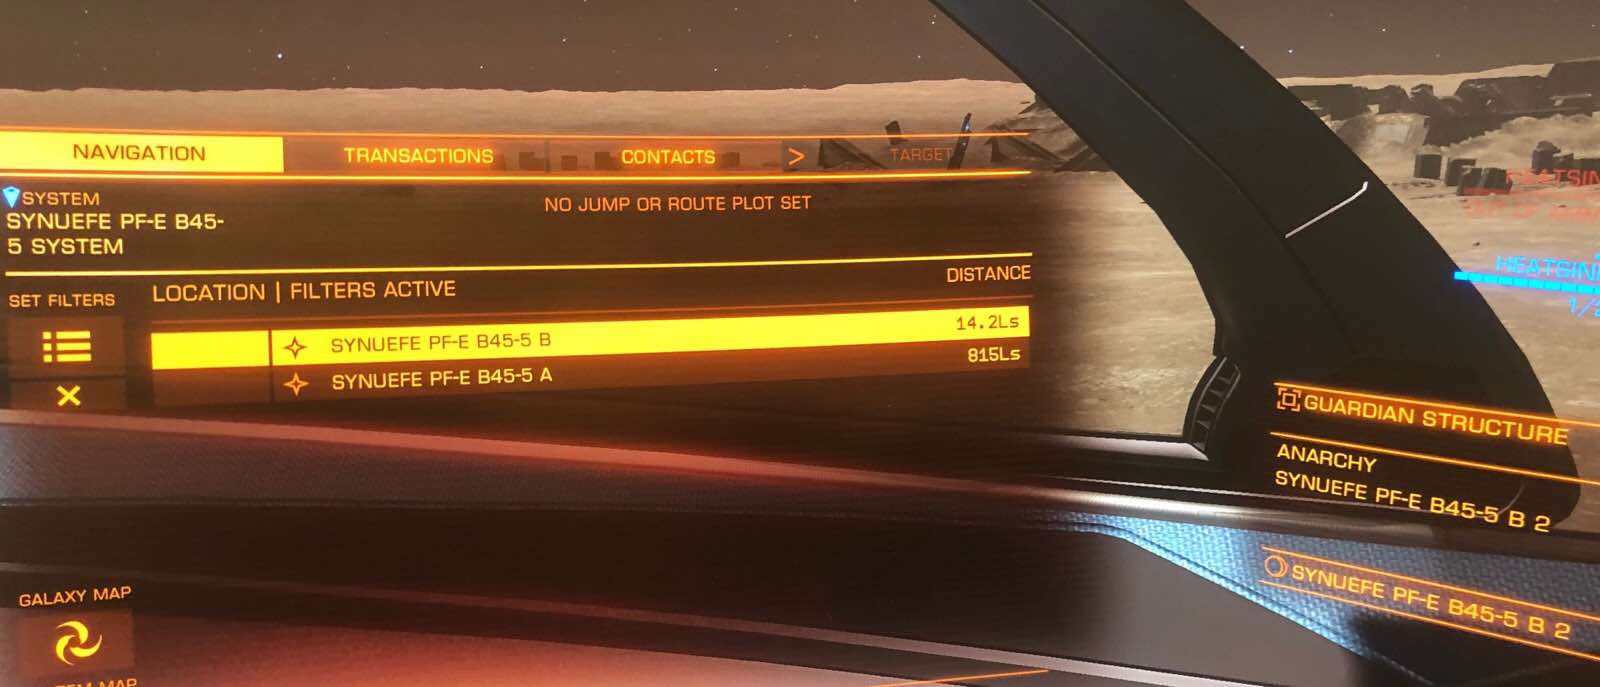 NAVIGATION
TRANSACTIONS
CONTACTS
>
TARGET
SYSTEM
SYNUEFE PF-E B45-
5 SYSTEM
NO JUMP OR ROUTE PLOT SET
SET FILTERS
LOCATION | FILTERS ACTIVE
DISTANCE
SYNUEFE PF-E B45-5 B
14.2Ls
SYNUEFE PF-E B45-5 A
815Ls
GALAXY MAP
HEATSIN
HEATSIN
GUARDIAN STRUCTURE
ANARCHY
SYNUEFE PF-E B45-5 B 2
SYNUEFE PF-E B45-5 B 2